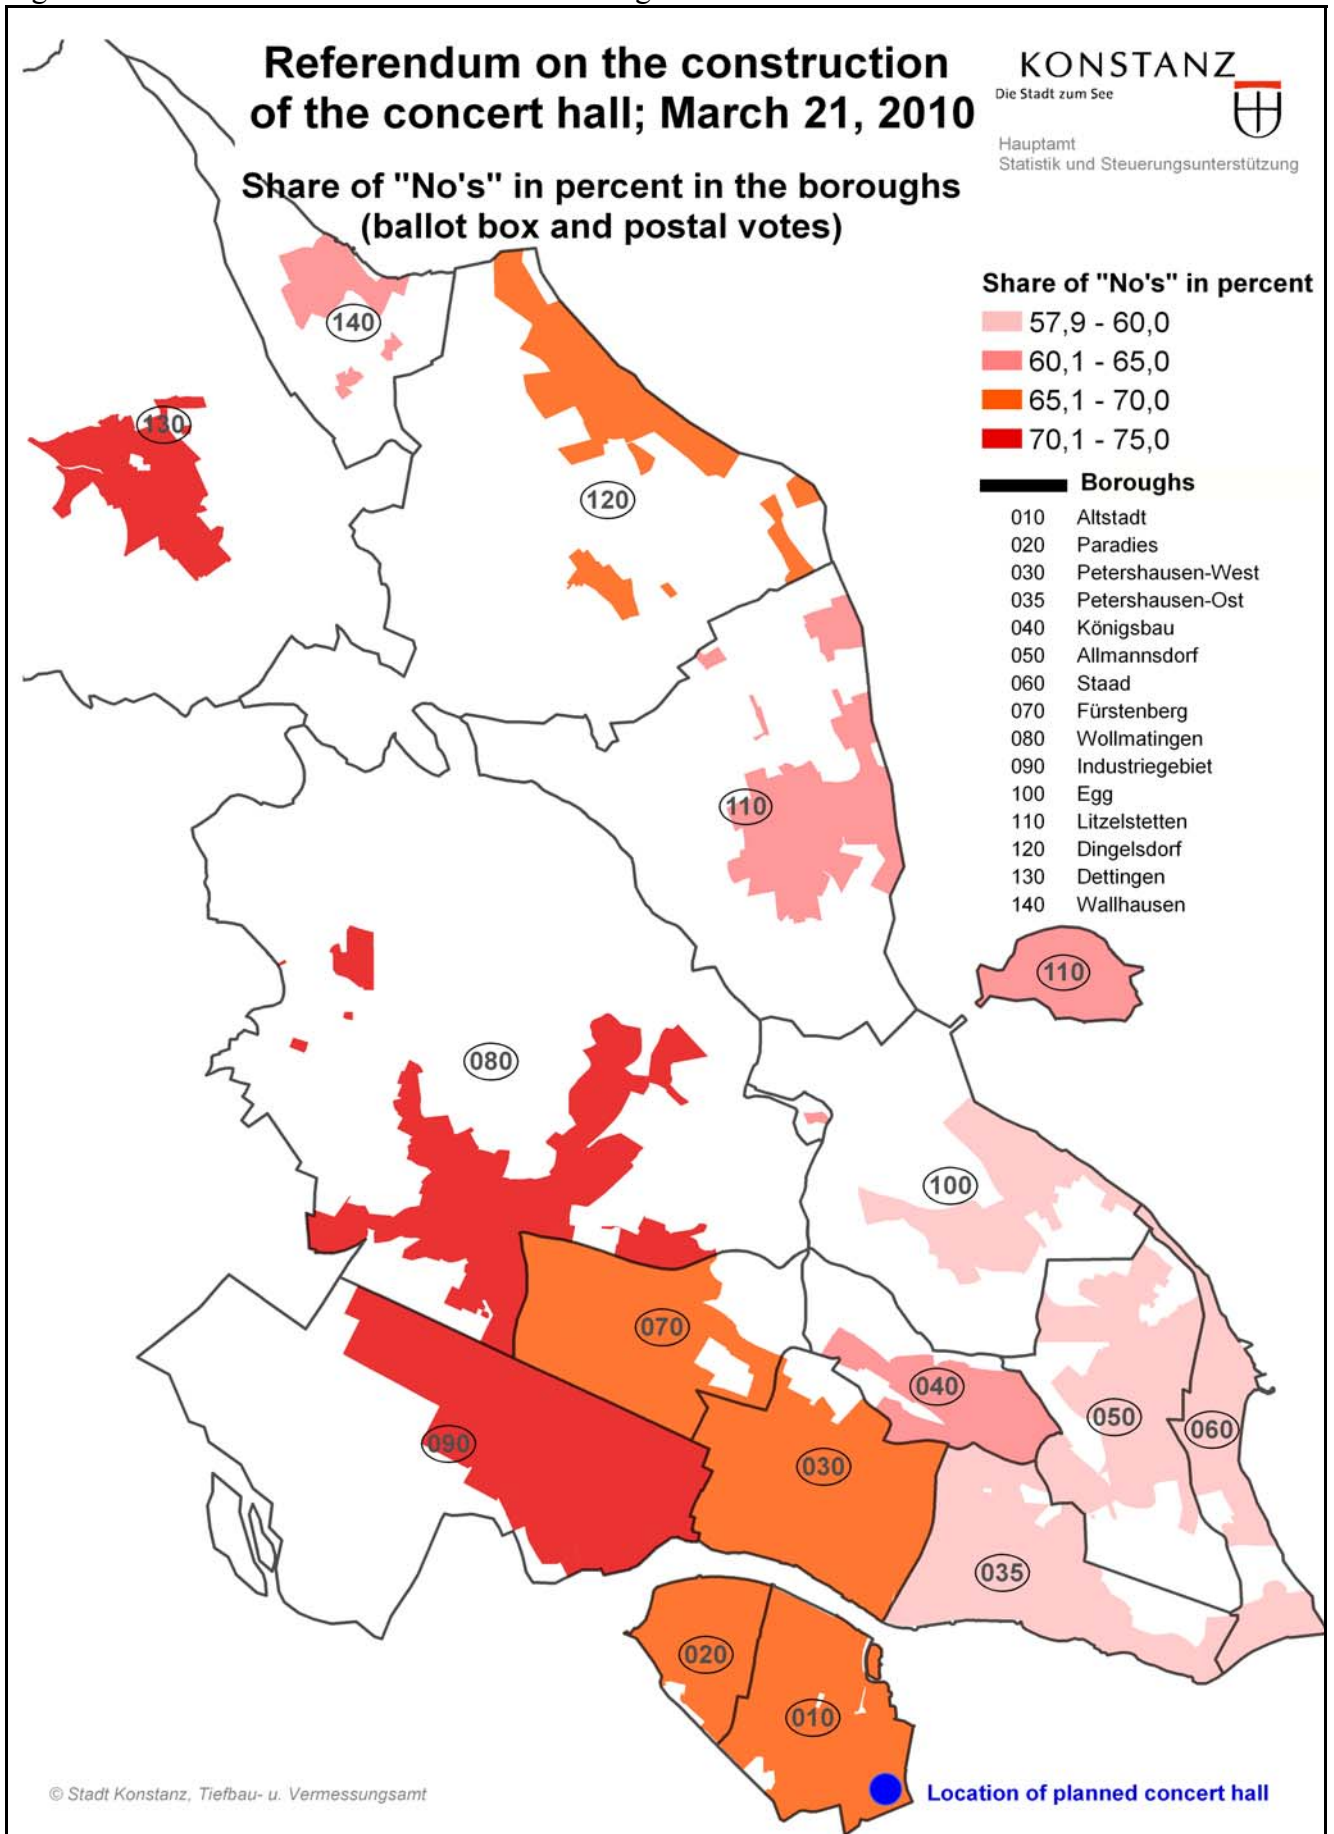 Referendum on the construction
of the concert hall; March 21, 2010
KONSTANZ
Die Stadt zum See
Hauptamt
Statistik und Steuerungsunterstützung
Share of "No's" in percent in the boroughs
(ballot box and postal votes)
Share of "No's" in percent
57,9 - 60,0
60,1 - 65,0
65,1 - 70,0
70,1 - 75,0
Boroughs
010 Altstadt
020 Paradies
030 Petershausen-West
035 Petershausen-Ost
040 Königsbau
050 Allmannsdorf
060 Staad
070 Fürstenberg
080 Wollmatingen
090 Industriegebiet
100 Egg
110 Litzelstetten
120 Dingelsdorf
130 Dettingen
140 Wallhausen
140
130
120
110
110
080
100
070
040
050
060
090
030
035
020
010
Location of planned concert hall
© Stadt Konstanz, Tiefbau- u. Vermessungsamt